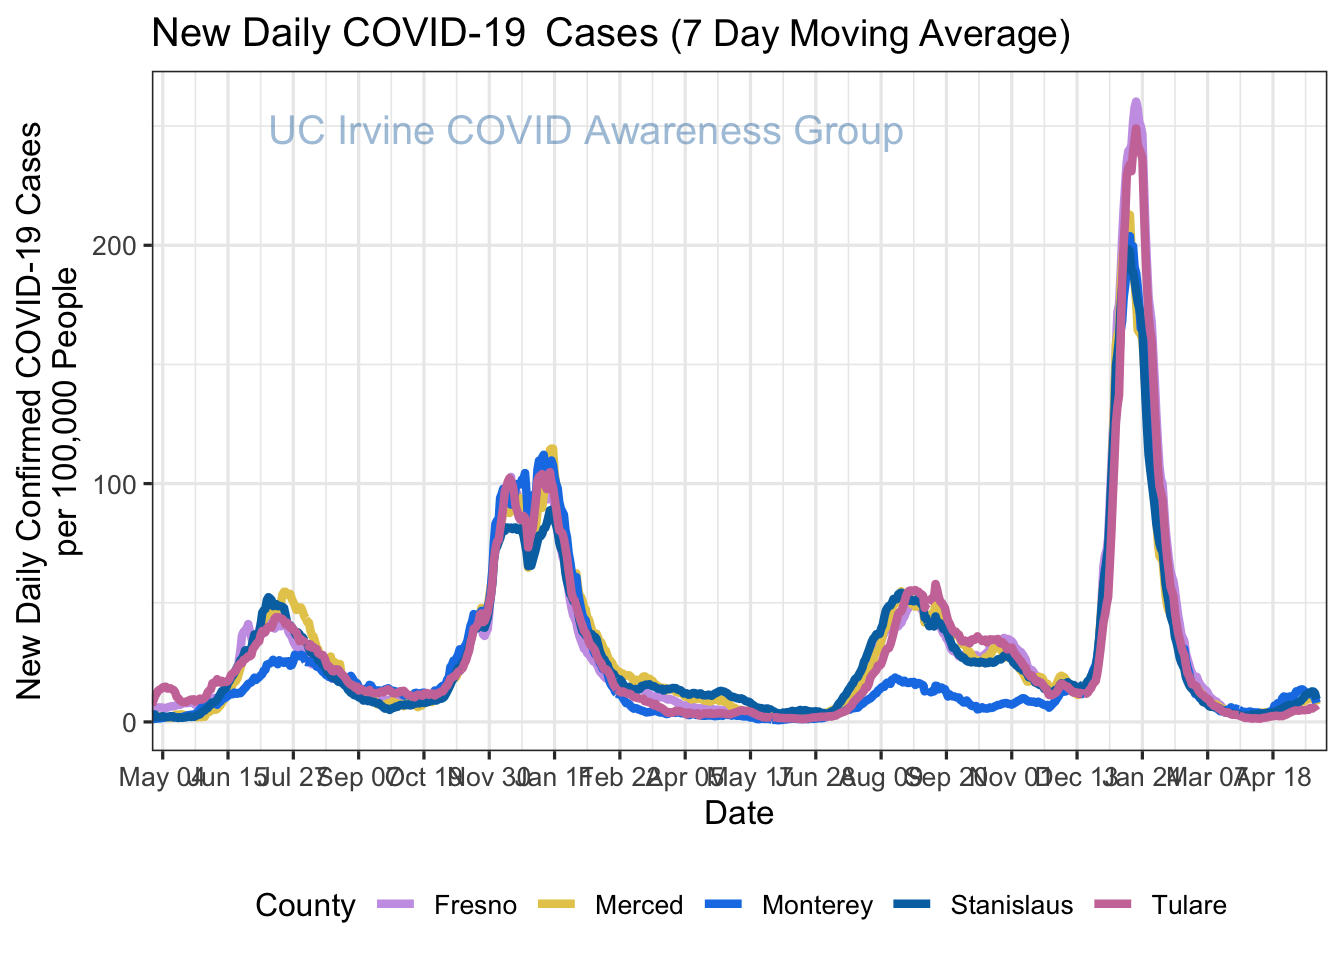 New Daily COVID-19  Cases (7 Day Moving Average)
UC Irvine COVID Awareness Group
New Daily Confirmed COVID-19 Cases
per 100,000 People
200
100
0
May 04 Jun 15 Jul 27 Sep 07 Oct 19 Nov 30 Jan 11 Feb 22 Apr 05 May 17 Jun 28 Aug 09 Sep 20 Nov 01 Dec 13 Jan 24 Mar 07 Apr 18
Date
County Fresno Merced Monterey Stanislaus Tulare